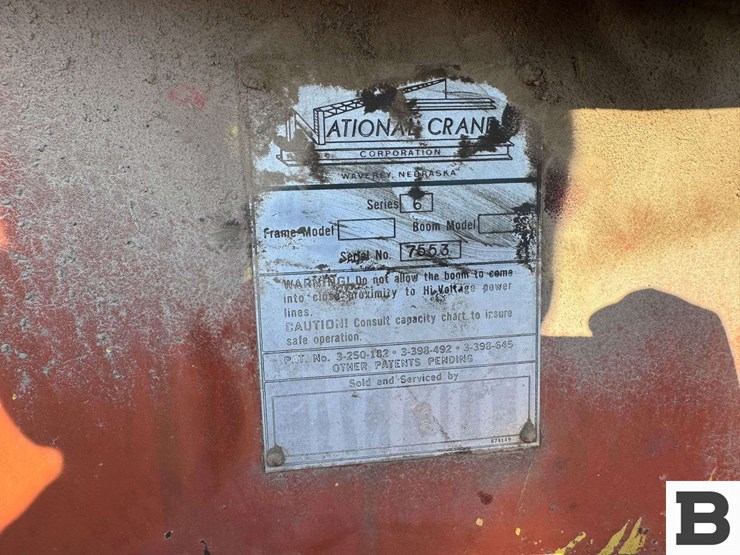 ATIONAL CRANE
CORPORATION
WAVERLY, NEBRASKA
Series 6
Frame Model Boom Model
Serial No. 7553
WARNING! Do not allow the boom to come
into close proximity to Hi-Voltage power
lines.
CAUTION! Consult capacity chart to insure
safe operation.
PAT. No. 3-250-182 • 3-398-492 • 3-398-645
OTHER PATENTS PENDING
Sold and Serviced by
B